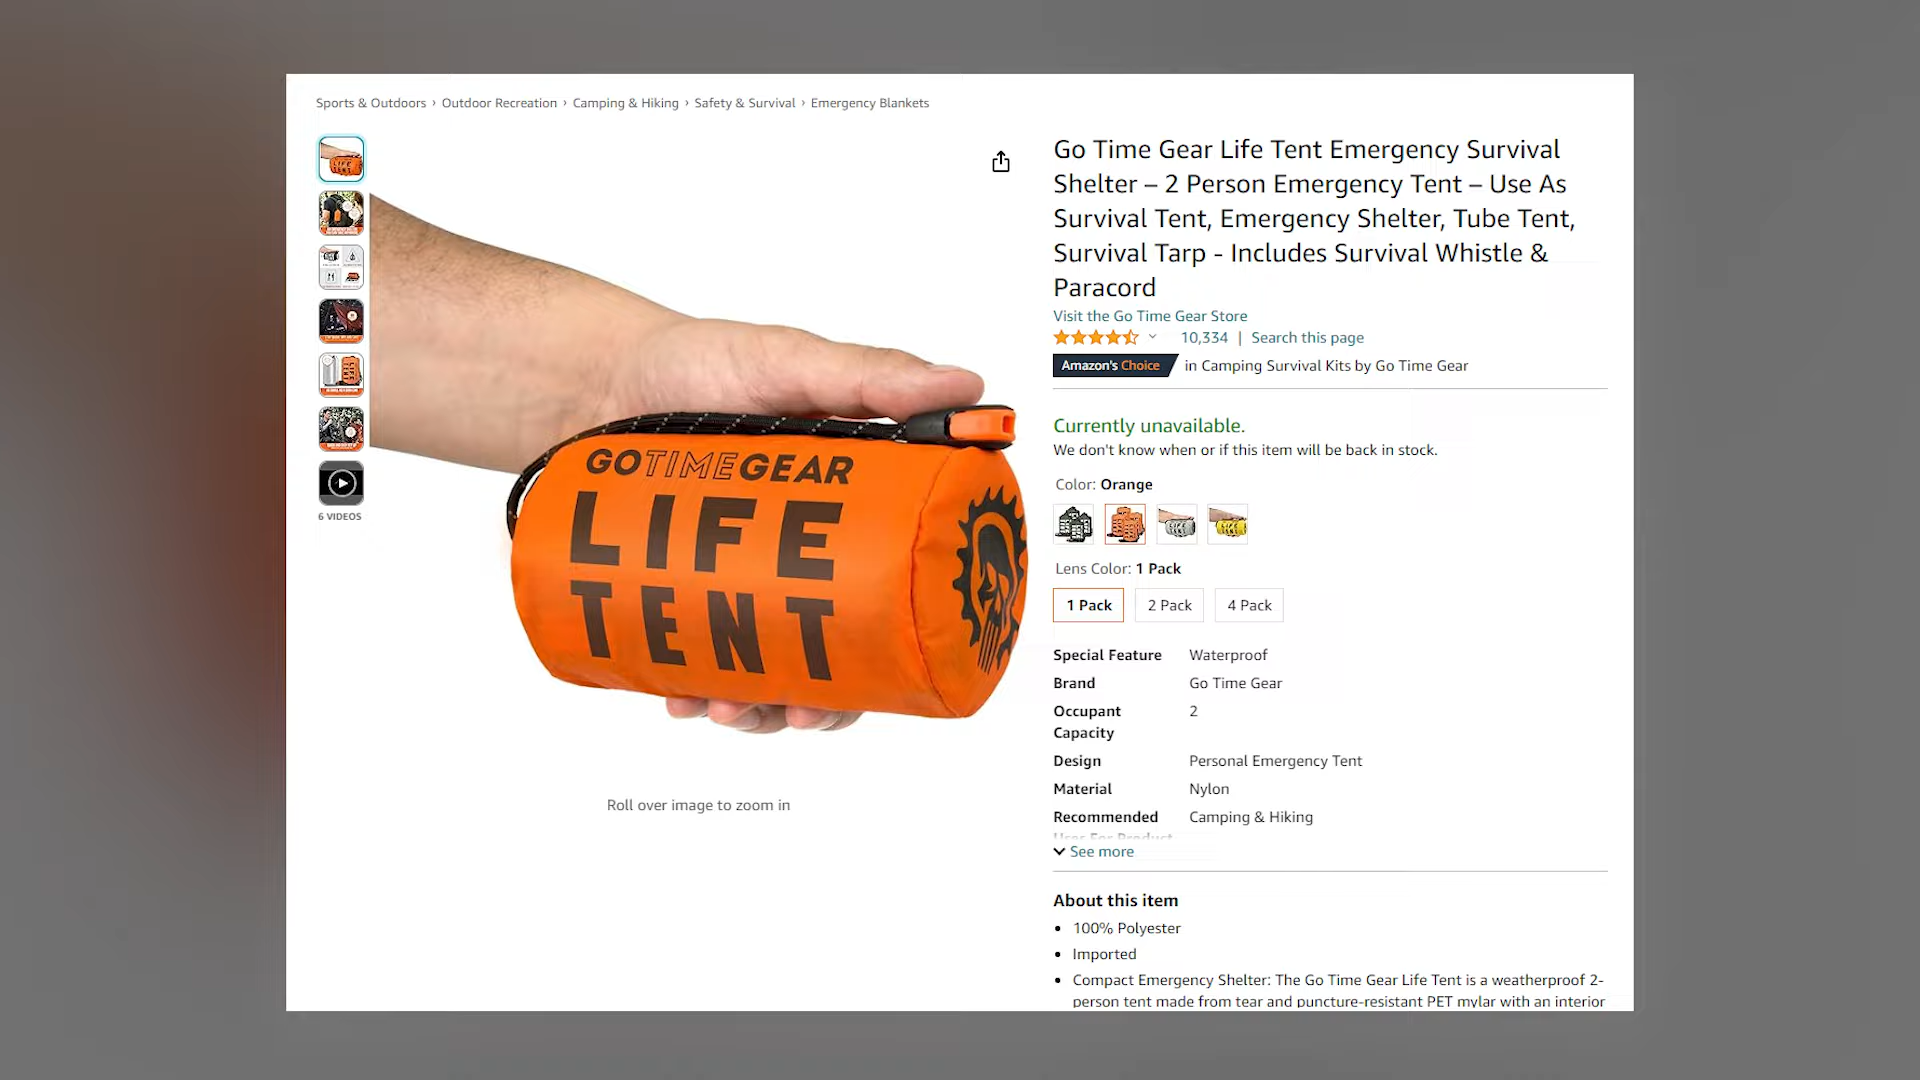 Sports & Outdoors › Outdoor Recreation › Camping & Hiking › Safety & Survival › Emergency Blankets
6 VIDEOS
GOTIMEGEAR
LIFE
TENT
Roll over image to zoom in
Go Time Gear Life Tent Emergency Survival
Shelter – 2 Person Emergency Tent – Use As
Survival Tent, Emergency Shelter, Tube Tent,
Survival Tarp - Includes Survival Whistle &
Paracord
Visit the Go Time Gear Store
10,334 | Search this page
Amazon's Choice in Camping Survival Kits by Go Time Gear
Currently unavailable.
We don't know when or if this item will be back in stock.
Color: Orange
Lens Color: 1 Pack
1 Pack 2 Pack 4 Pack
Special Feature Waterproof
Brand Go Time Gear
Occupant 2
Capacity
Design Personal Emergency Tent
Material Nylon
Recommended Camping & Hiking
Uses For Product
See more
About this item
• 100% Polyester
• Imported
• Compact Emergency Shelter: The Go Time Gear Life Tent is a weatherproof 2-
person tent made from tear and puncture-resistant PET mylar with an interior